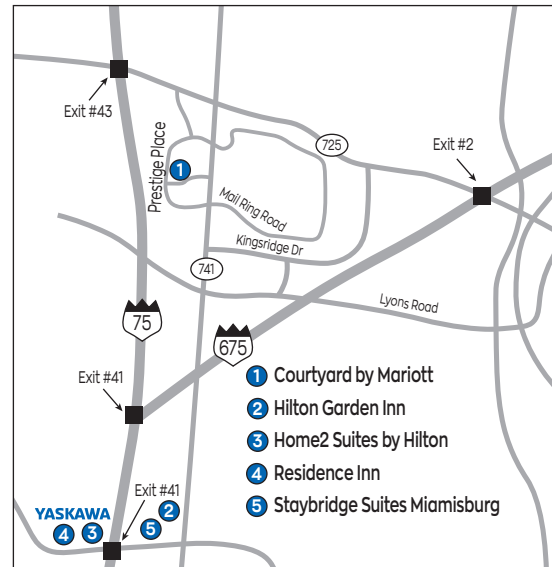 Exit #43
725
Exit #2
Prestige Place
1
Mail Ring Road
Kingsridge Dr
741
Lyons Road
75
675
Exit #41
1 Courtyard by Mariott
2 Hilton Garden Inn
3 Home2 Suites by Hilton
4 Residence Inn
5 Staybridge Suites Miamisburg
Exit #41
YASKAWA
4 3
2
5